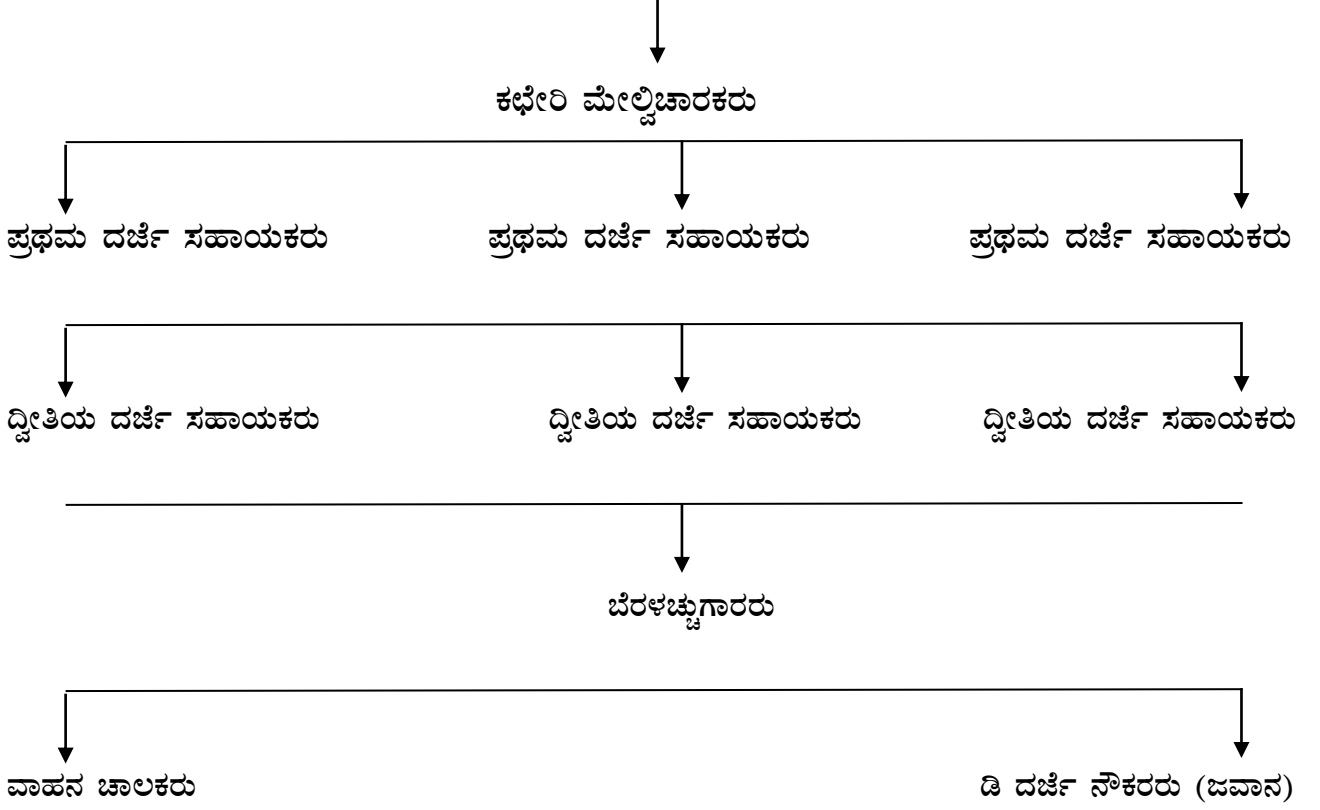 ಕಛೇರಿ ಮೇಲ್ವಿಚಾರಕರು
ಪ್ರಥಮ ದರ್ಜೆ ಸಹಾಯಕರು ಪ್ರಥಮ ದರ್ಜೆ ಸಹಾಯಕರು ಪ್ರಥಮ ದರ್ಜೆ ಸಹಾಯಕರು
ದ್ವೀತಿಯ ದರ್ಜೆ ಸಹಾಯಕರು ದ್ವೀತಿಯ ದರ್ಜೆ ಸಹಾಯಕರು ದ್ವೀತಿಯ ದರ್ಜೆ ಸಹಾಯಕರು
ಬೆರಳಚ್ಚುಗಾರರು
ವಾಹನ ಚಾಲಕರು ಡಿ ದರ್ಜೆ ನೌಕರರು (ಜವಾನ)